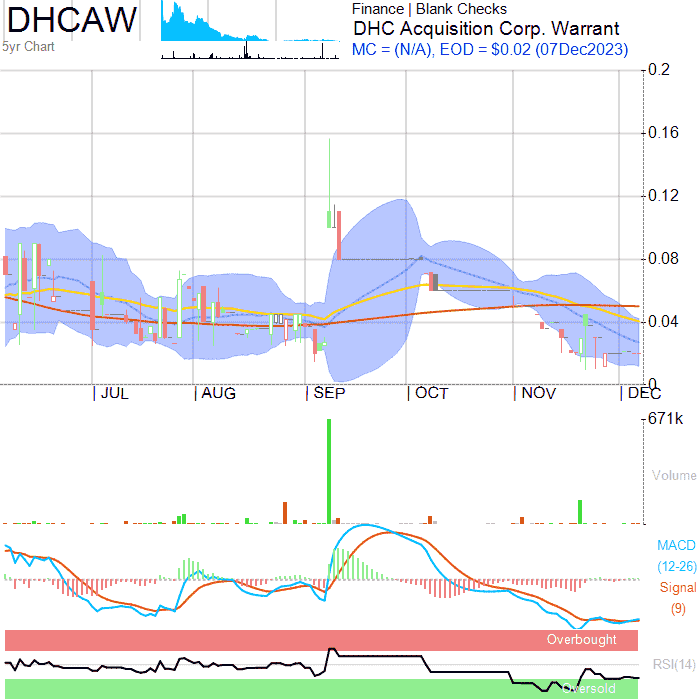 DHCAW
5yr Chart
Finance | Blank Checks
DHC Acquisition Corp. Warrant
MC = (N/A), EOD = $0.02 (07Dec2023)
0.2
0.16
0.12
0.08
0.04
0
JUL AUG SEP OCT NOV DEC
671k
Volume
MACD
(12-26)
Signal
(9)
Overbought
RSI(14)
Oversold